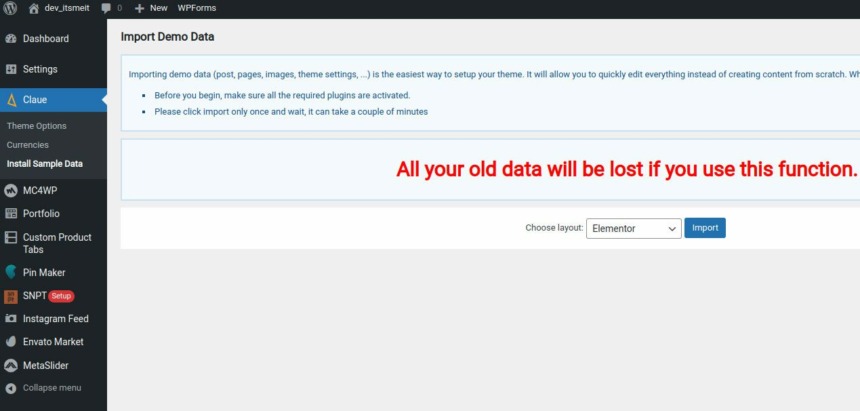 dev_itsmeit 0 New WPForms
Dashboard
Settings
Claue
Theme Options
Currencies
Install Sample Data
MC4WP
Portfolio
Custom Product
Tabs
Pin Maker
SNPT Setup
Instagram Feed
Envato Market
MetaSlider
Collapse menu
Import Demo Data
Importing demo data (post, pages, images, theme settings, ...) is the easiest way to setup your theme. It will allow you to quickly edit everything instead of creating content from scratch. Wh
Before you begin, make sure all the required plugins are activated.
Please click import only once and wait, it can take a couple of minutes
All your old data will be lost if you use this function.
Choose layout: Elementor Import